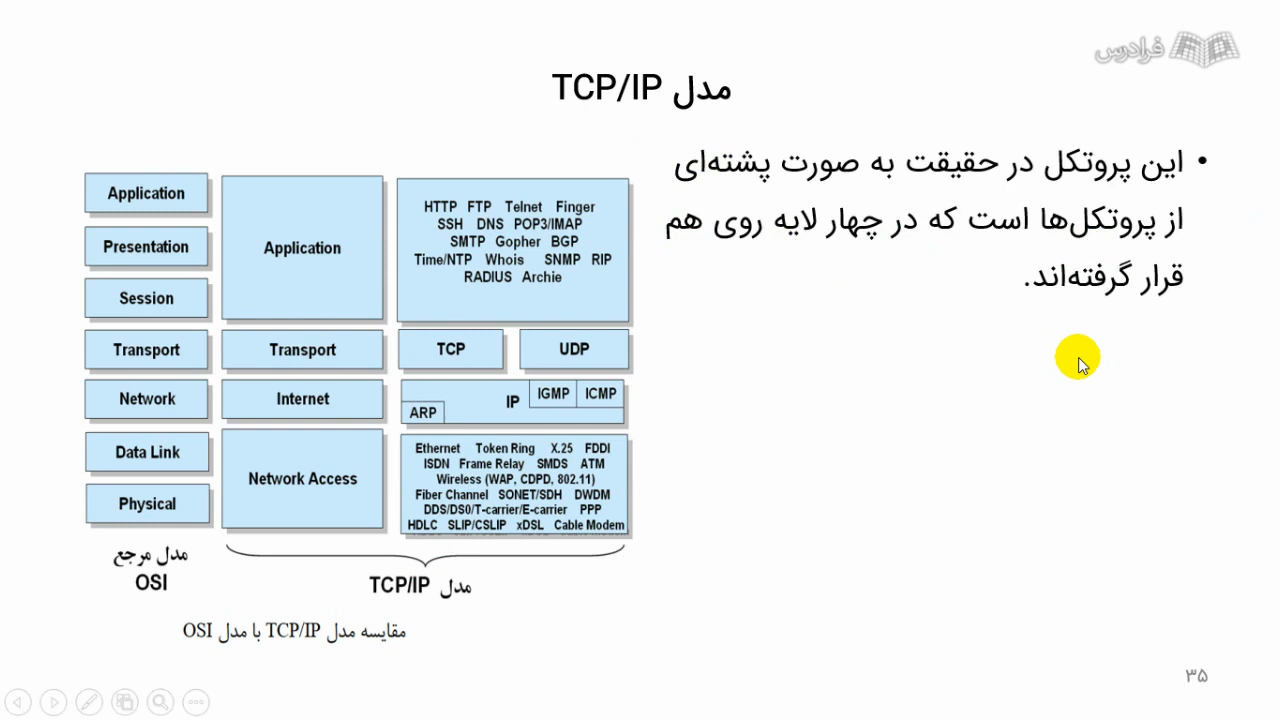 فرادرس
مدل TCP/IP
• این پروتکل در حقیقت به صورت پشته‌ای
از پروتکل‌ها است که در چهار لایه روی هم
قرار گرفته‌اند.
Application
Presentation
Session
Transport
Network
Data Link
Physical
مدل مرجع
OSI
Application
Transport
Internet
Network Access
HTTP FTP Telnet Finger
SSH DNS POP3/IMAP
SMTP Gopher BGP
Time/NTP Whois SNMP RIP
RADIUS Archie
TCP UDP
IGMP ICMP
IP
ARP
Ethernet Token Ring X.25 FDDI
ISDN Frame Relay SMDS ATM
Wireless (WAP, CDPD, 802.11)
Fiber Channel SONET/SDH DWDM
DDS/DS0/T-carrier/E-carrier PPP
HDLC SLIP/CSLIP xDSL Cable Modem
مدل TCP/IP
مقایسه مدل TCP/IP با مدل OSI
۳۵